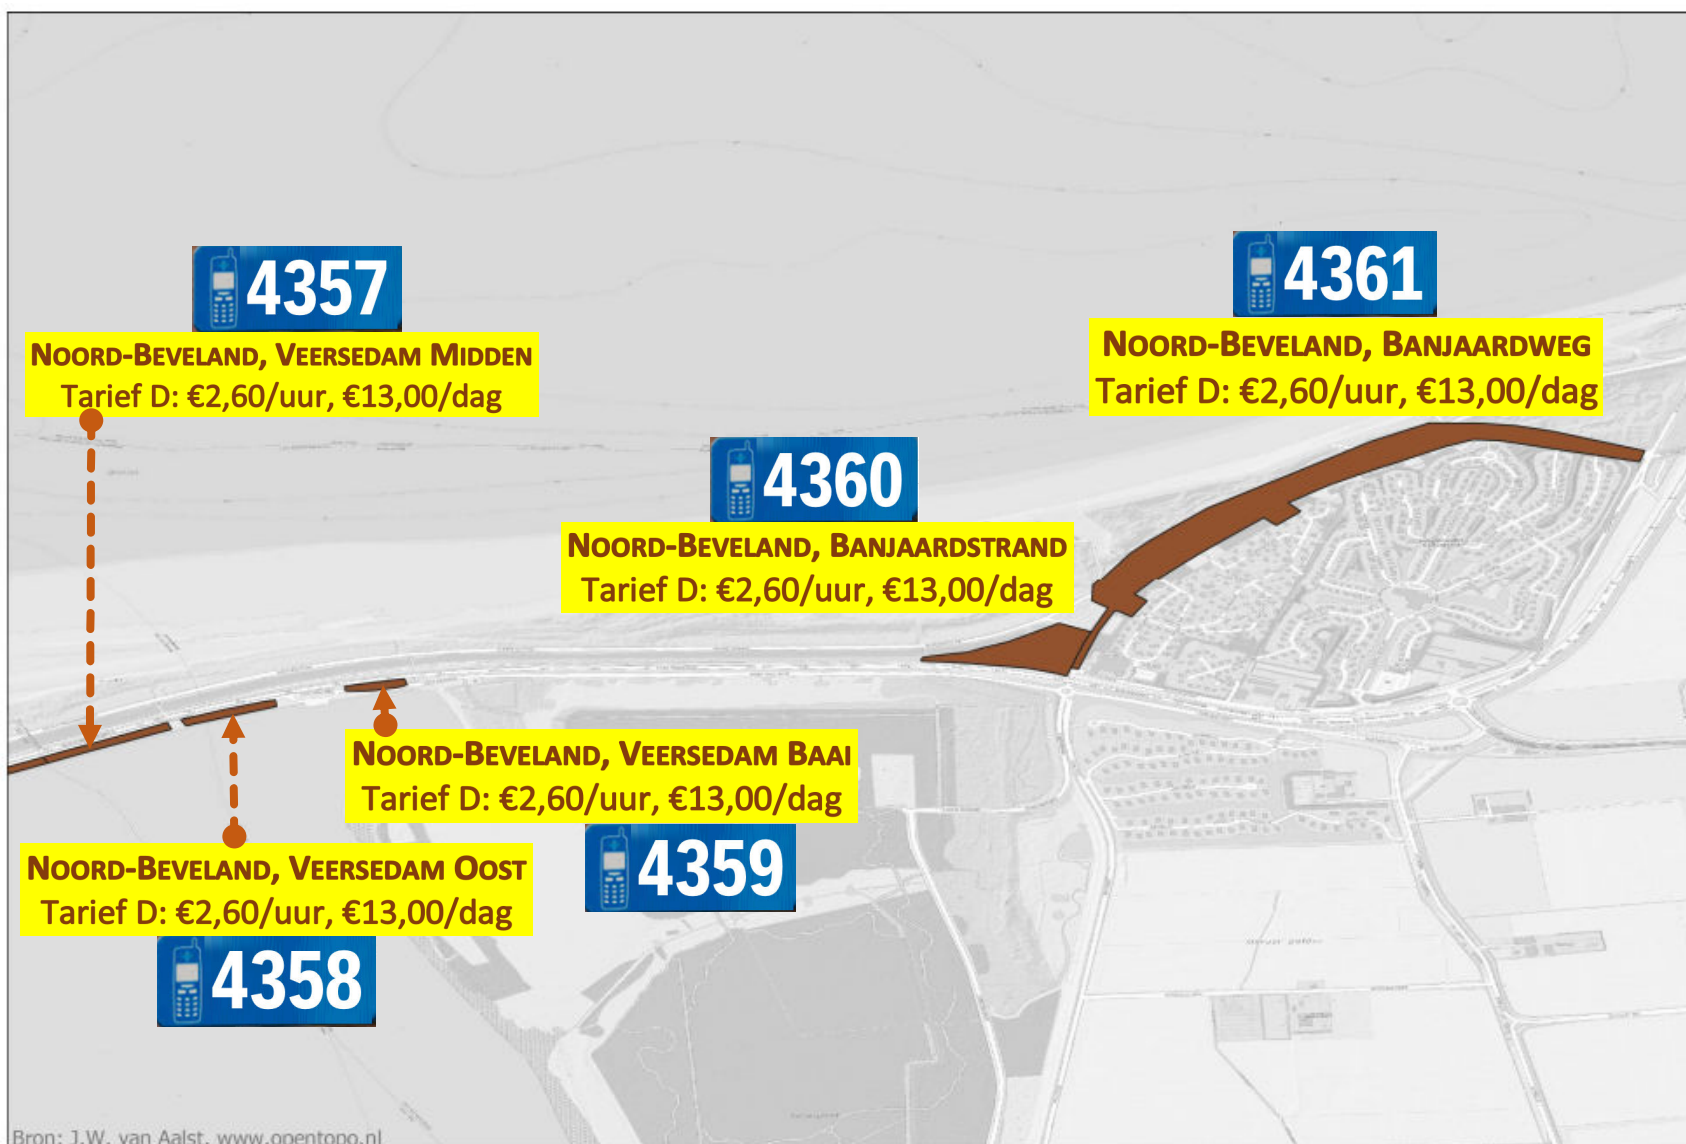 4357
NOORD-BEVELAND, VEERSEDAM MIDDEN
Tarief D: €2,60/uur, €13,00/dag
4361
NOORD-BEVELAND, BANJAARDWEG
Tarief D: €2,60/uur, €13,00/dag
4360
NOORD-BEVELAND, BANJAARDSTRAND
Tarief D: €2,60/uur, €13,00/dag
NOORD-BEVELAND, VEERSEDAM BAAI
Tarief D: €2,60/uur, €13,00/dag
4359
NOORD-BEVELAND, VEERSEDAM OOST
Tarief D: €2,60/uur, €13,00/dag
4358
Bron: J.W. van Aalst, www.opentopo.nl